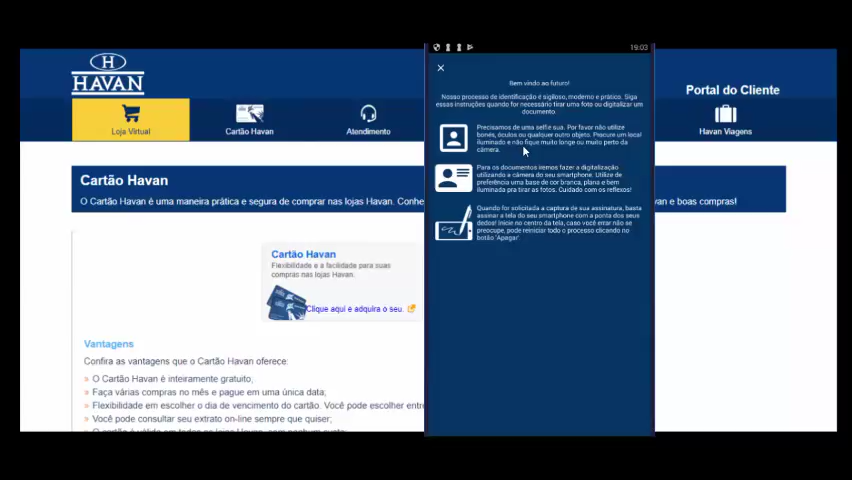 H
HAVAN
Portal do Cliente
Loja Virtual
Cartão Havan
Atendimento
Havan Viagens
Cartão Havan
O Cartão Havan é uma maneira prática e segura de comprar nas lojas Havan. Conhe
van e boas compras!
Cartão Havan
Flexibilidade e a facilidade para suas
compras nas lojas Havan.
Clique aqui e adquira o seu.
Vantagens
Confira as vantagens que o Cartão Havan oferece:
» O Cartão Havan é inteiramente gratuito;
» Faça várias compras no mês e pague em uma única data;
» Flexibilidade em escolher o dia de vencimento do cartão. Você pode escolher entr
» Você pode consultar seu extrato on-line sempre que quiser;
19:03
Bem vindo ao futuro!
Nosso processo de identificação é sigiloso, moderno e prático. Siga
essas instruções quando for necessário tirar uma foto ou digitalizar um
documento.
Precisamos de uma selfie sua. Por favor não utilize
bonés, óculos ou qualquer outro objeto. Procure um local
iluminado e não fique muito longe ou muito perto da
câmera.
Para os documentos iremos fazer a digitalização
utilizando a câmera do seu smartphone. Utilize de
preferência uma base de cor branca, plana e bem
iluminada pra tirar as fotos. Cuidado com os reflexos!
Quando for solicitada a captura de sua assinatura, basta
assinar a tela do seu smartphone com a ponta dos seus
dedos! Inicie no centro da tela, caso você errar não se
preocupe, pode reiniciar todo o processo clicando no
botão 'Apagar'